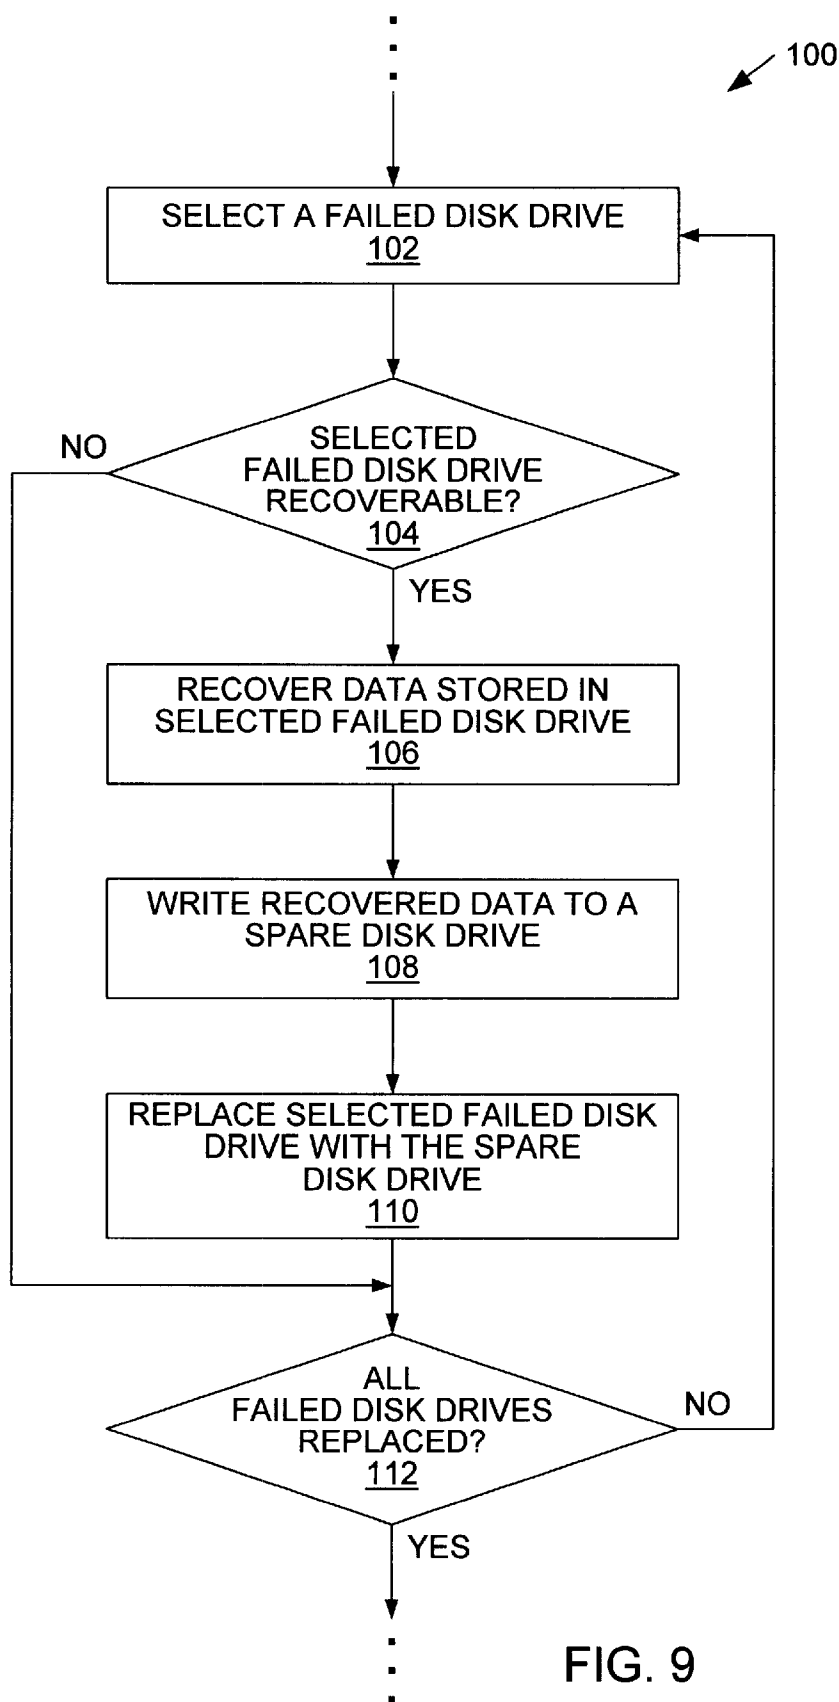 100
SELECT A FAILED DISK DRIVE
102
NO
SELECTED
FAILED DISK DRIVE
RECOVERABLE?
104
YES
RECOVER DATA STORED IN
SELECTED FAILED DISK DRIVE
106
WRITE RECOVERED DATA TO A
SPARE DISK DRIVE
108
REPLACE SELECTED FAILED DISK
DRIVE WITH THE SPARE
DISK DRIVE
110
ALL
FAILED DISK DRIVES
REPLACED?
112
NO
YES
FIG. 9